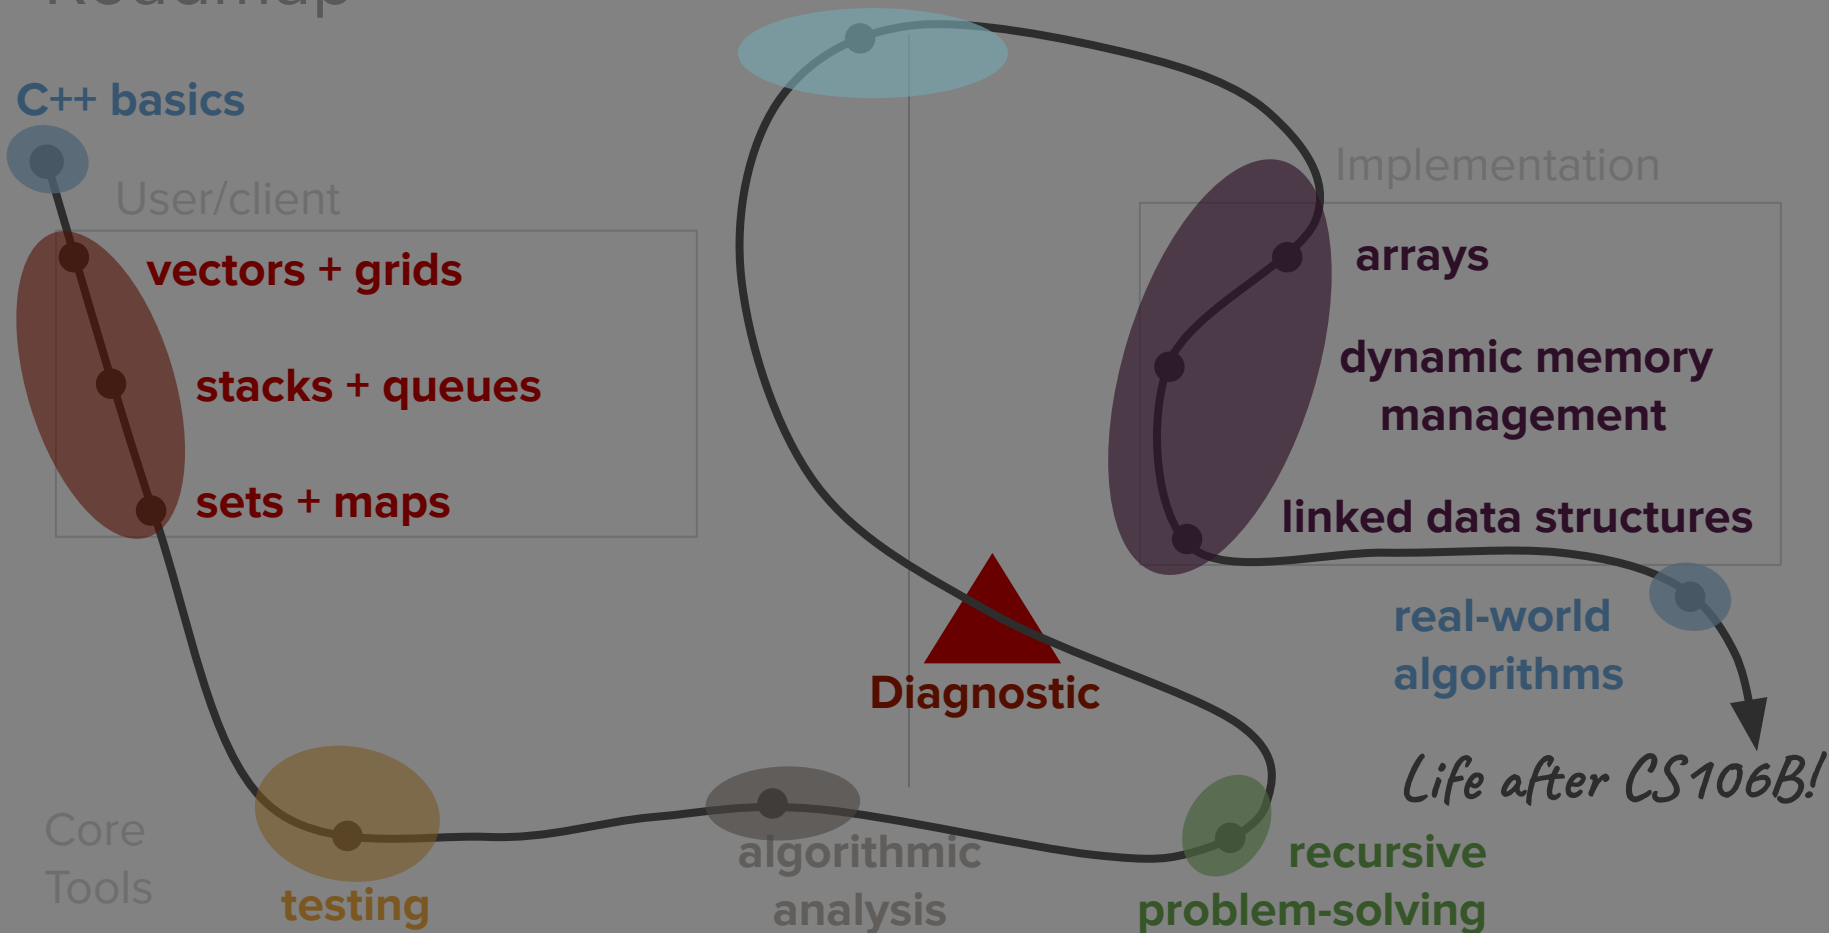 Roadmap
C++ basics
User/client
vectors + grids
stacks + queues
sets + maps
Implementation
arrays
dynamic memory
management
linked data structures
Diagnostic
real-world
algorithms
Life after CS106B!
Core
Tools
testing
algorithmic
analysis
recursive
problem-solving